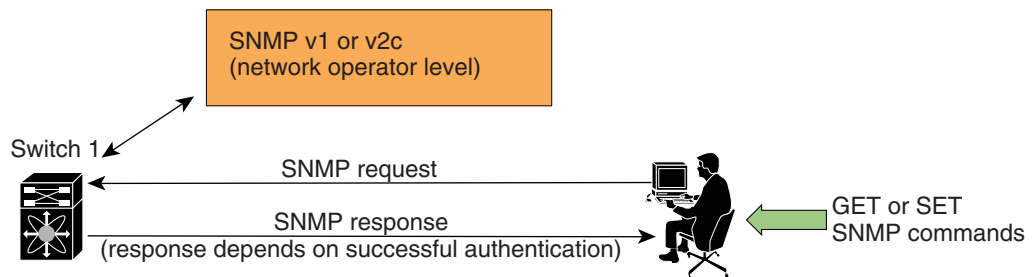 SNMP v1 or v2c
(network operator level)
Switch 1
SNMP request
SNMP response
(response depends on successful authentication)
GET or SET
SNMP commands